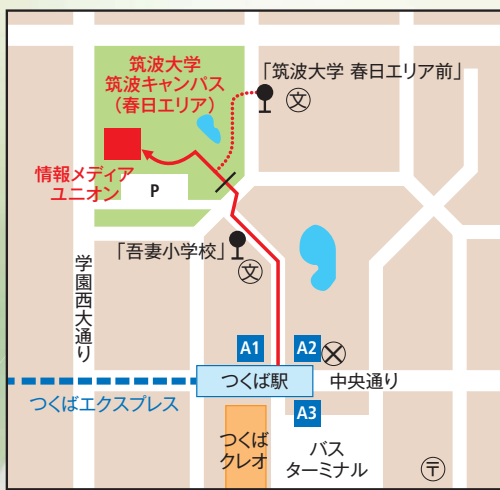 筑波大学
筑波キャンパス
(春日エリア)
「筑波大学 春日エリア前」
文
情報メディア
ユニオン
P
「吾妻小学校」
文
学園西大通り
A1
A2
つくば駅
中央通り
つくばエクスプレス
A3
つくば
クレオ
バス
ターミナル
〒